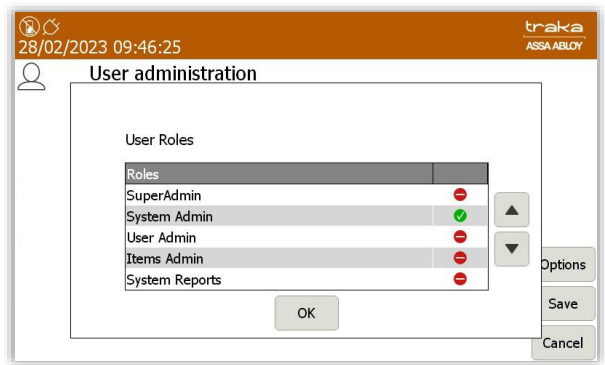 traka
28/02/2023 09:46:25
ASSA ABLOY
User administration
User Roles
Roles
SuperAdmin
System Admin
User Admin
Items Admin
System Reports
Options
OK
Save
Cancel